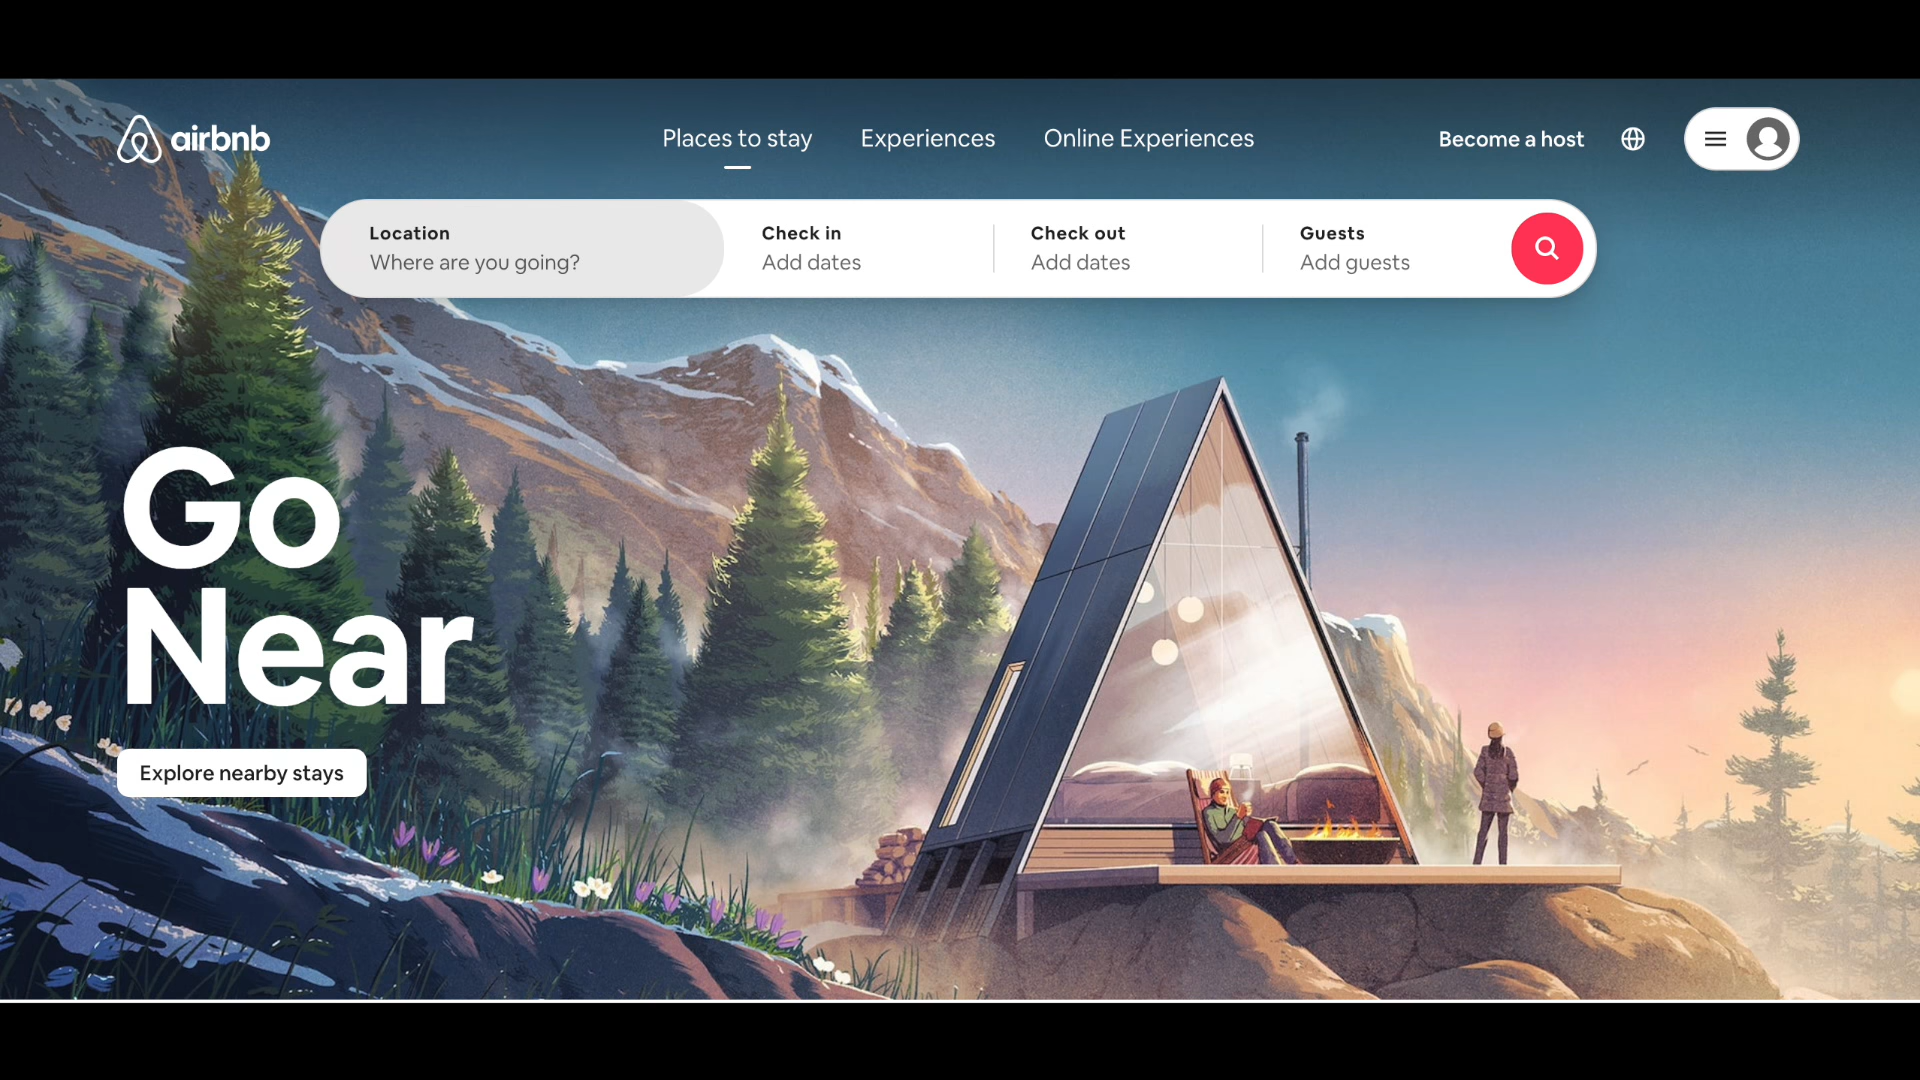 airbnb
Places to stay
Experiences
Online Experiences
Become a host
Location
Where are you going?
Check in
Add dates
Check out
Add dates
Guests
Add guests
Go
Near
Explore nearby stays